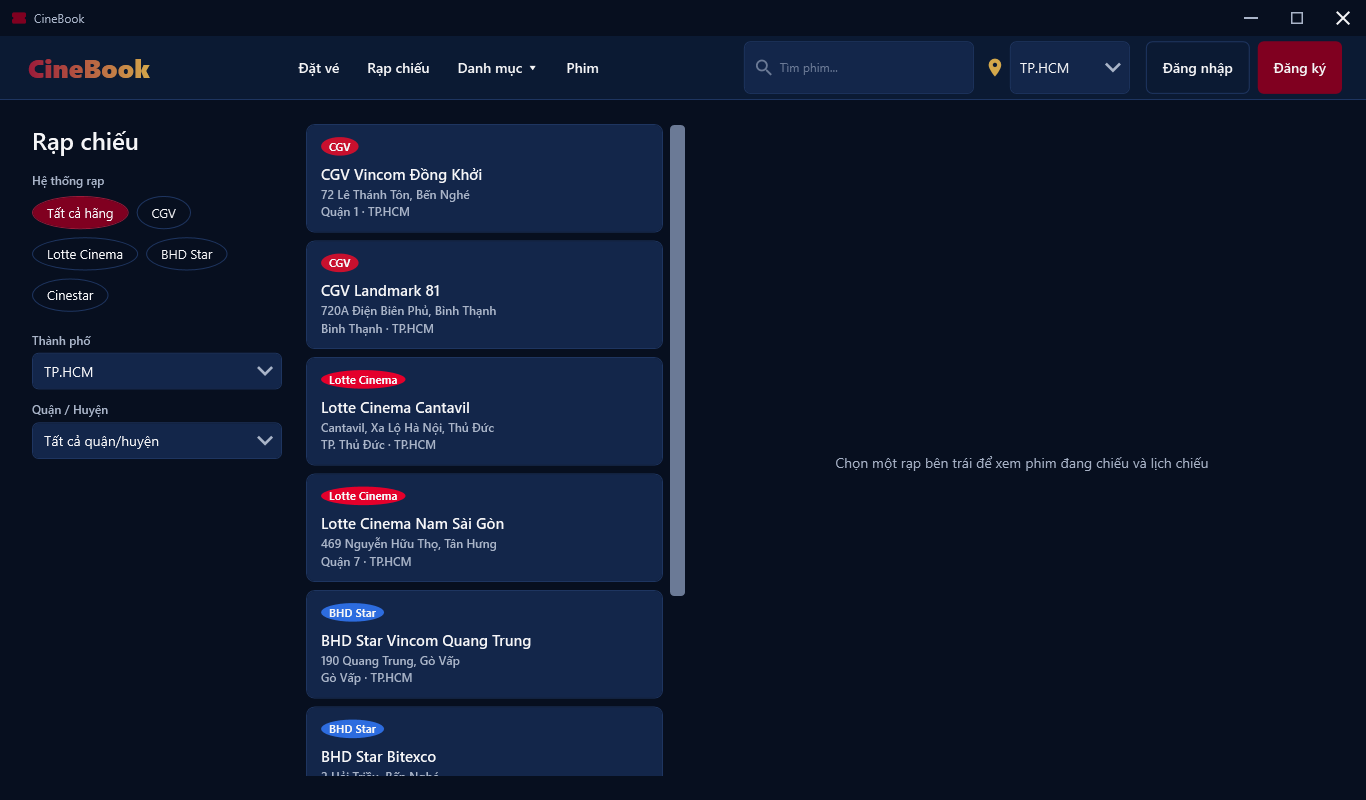 CineBook
CineBook
Đặt vé
Rạp chiếu
Danh mục
Phim
Tìm phim...
TP.HCM
Đăng nhập
Đăng ký
Rạp chiếu
Hệ thống rạp
Tất cả hãng
CGV
Lotte Cinema
BHD Star
Cinestar
Thành phố
TP.HCM
Quận / Huyện
Tất cả quận/huyện
CGV
CGV Vincom Đồng Khởi
72 Lê Thánh Tôn, Bến Nghé
Quận 1 · TP.HCM
CGV
CGV Landmark 81
720A Điện Biên Phủ, Bình Thạnh
Bình Thạnh · TP.HCM
Lotte Cinema
Lotte Cinema Cantavil
Cantavil, Xa Lộ Hà Nội, Thủ Đức
TP. Thủ Đức · TP.HCM
Lotte Cinema
Lotte Cinema Nam Sài Gòn
469 Nguyễn Hữu Thọ, Tân Hưng
Quận 7 · TP.HCM
BHD Star
BHD Star Vincom Quang Trung
190 Quang Trung, Gò Vấp
Gò Vấp · TP.HCM
BHD Star
BHD Star Bitexco
2 Hải Triều, Bến Nghé
Chọn một rạp bên trái để xem phim đang chiếu và lịch chiếu